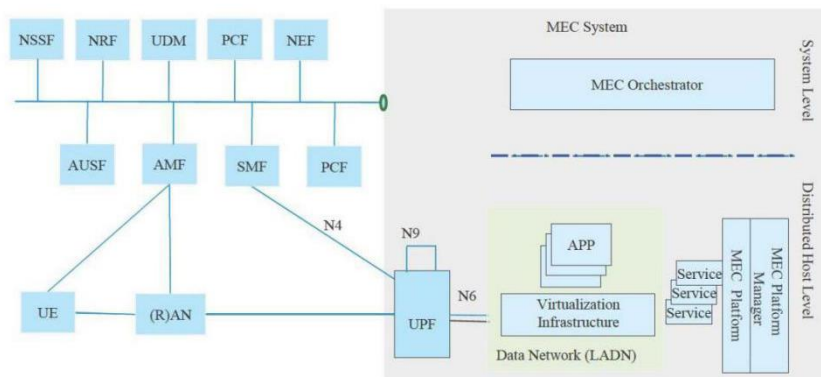 NSSF
NRF
UDM
PCF
NEF
MEC System
MEC Orchestrator
System Level
AUSF
AMF
SMF
PCF
N4
N9
N6
UE
(R)AN
UPF
APP
Virtualization
Infrastructure
Data Network (LADN)
Service
Service
Service
MEC Platform
MEC Platform
Manager
Distributed Host Level